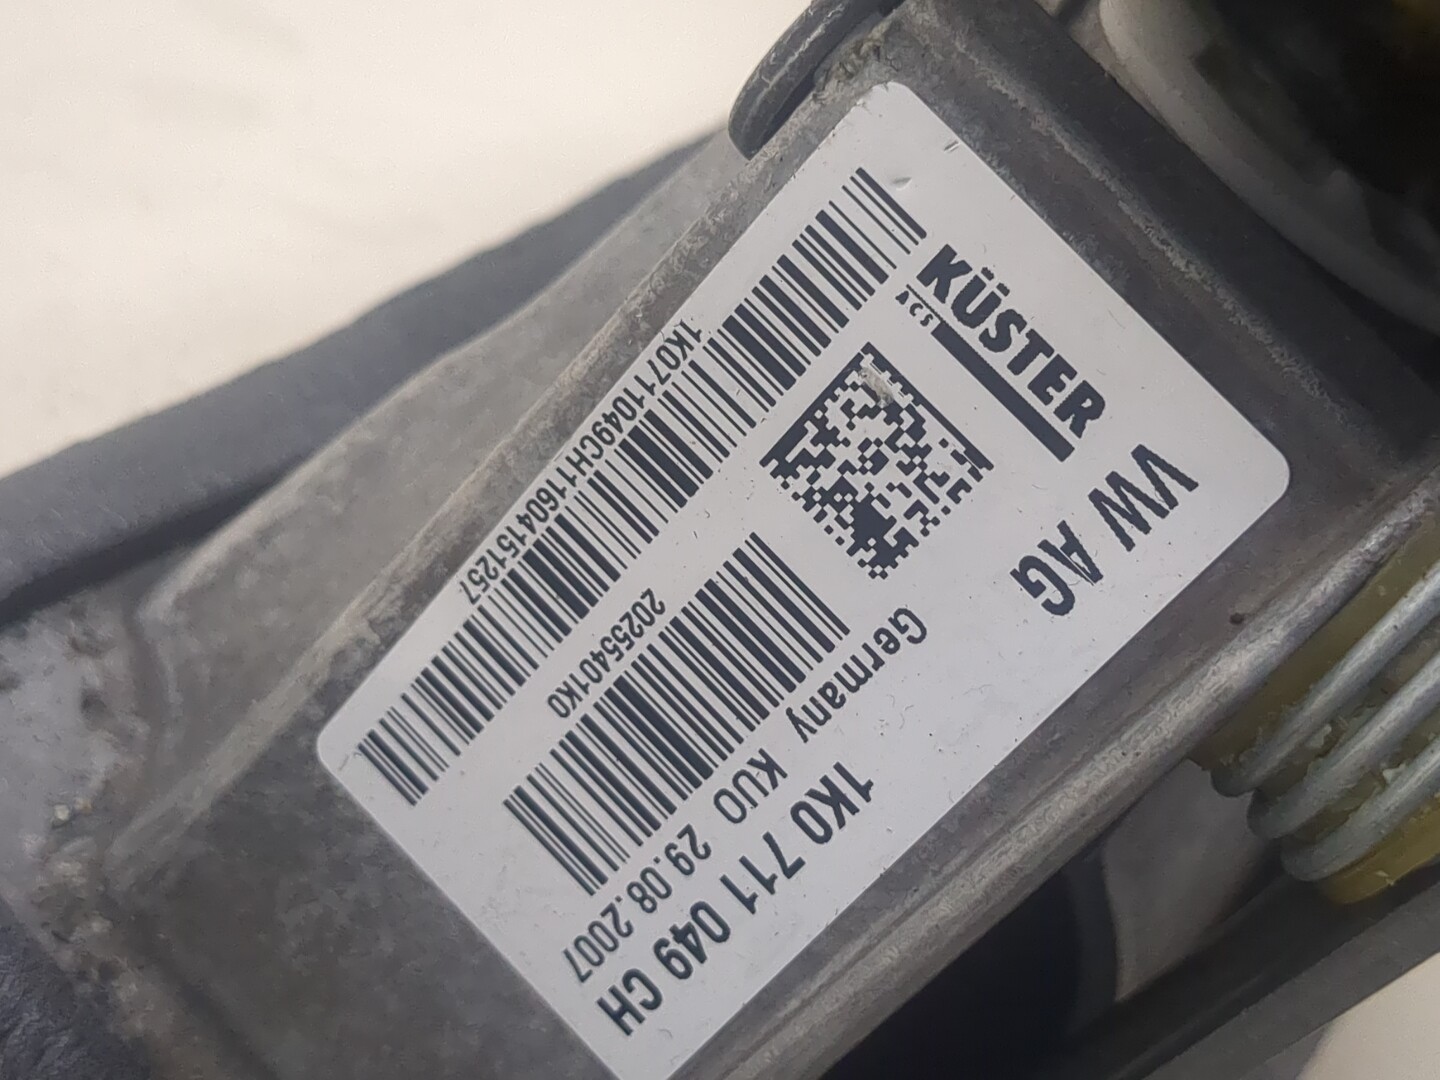 KÜSTER
ACS
VW AG
Germany KUO 29.08.2007
1K0 711 049 CH
20255401K0
1K0711049CH11604151257